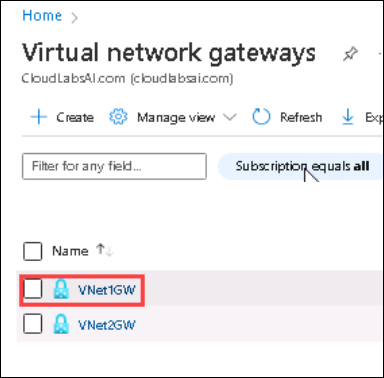 Home >
Virtual network gateways
CloudLabsAI.com (cloudlabsai.com)
+ Create Manage view Refresh Exp
Filter for any field... Subscription equals all
Name ↑↓
VNet1GW
VNet2GW